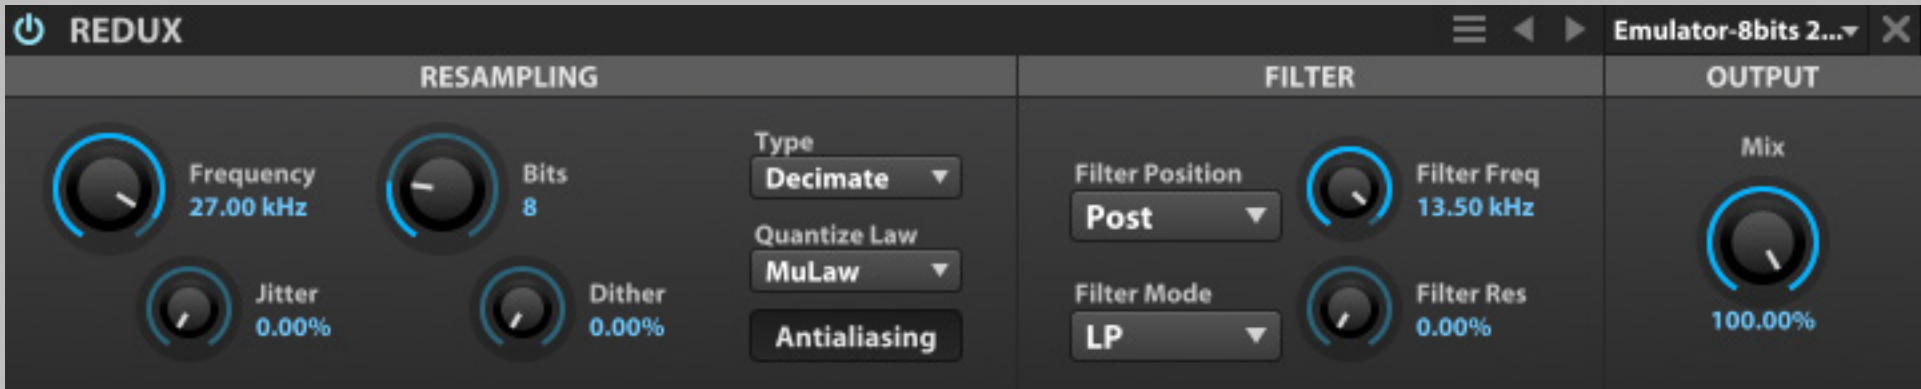 REDUX
Emulator-8bits 2...
RESAMPLING
FILTER
OUTPUT
Frequency
27.00 kHz
Bits
8
Type
Decimate
Quantize Law
MuLaw
Jitter
0.00%
Dither
0.00%
Antialiasing
Filter Position
Post
Filter Freq
13.50 kHz
Filter Mode
LP
Filter Res
0.00%
Mix
100.00%